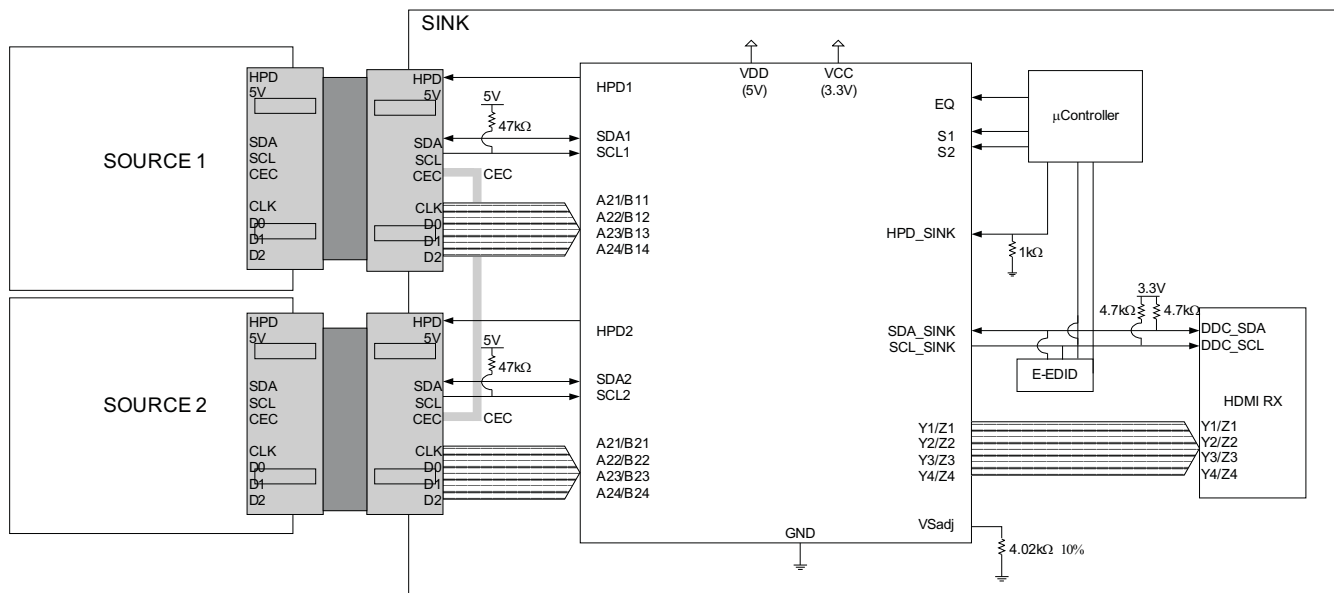 SINK
SOURCE 1
HPD
5V
SDA
SCL
CEC
CLK
D0
D1
D2
HPD
5V
SDA
SCL
CEC
CLK
D0
D1
D2
5V
47kΩ
CEC
HPD1
SDA1
SCL1
A21/B11
A22/B12
A23/B13
A24/B14
VDD
(5V)
VCC
(3.3V)
EQ
S1
S2
µController
HPD_SINK
1kΩ
SOURCE 2
HPD
5V
SDA
SCL
CEC
CLK
D0
D1
D2
HPD
5V
SDA
SCL
CEC
CLK
D0
D1
D2
5V
47kΩ
CEC
HPD2
SDA2
SCL2
A21/B21
A22/B22
A23/B23
A24/B24
3.3V
4.7kΩ
4.7kΩ
SDA_SINK
SCL_SINK
DDC_SDA
DDC_SCL
E-EDID
HDMI RX
Y1/Z1
Y2/Z2
Y3/Z3
Y4/Z4
Y1/Z1
Y2/Z2
Y3/Z3
Y4/Z4
VSadj
GND
4.02kΩ 10%